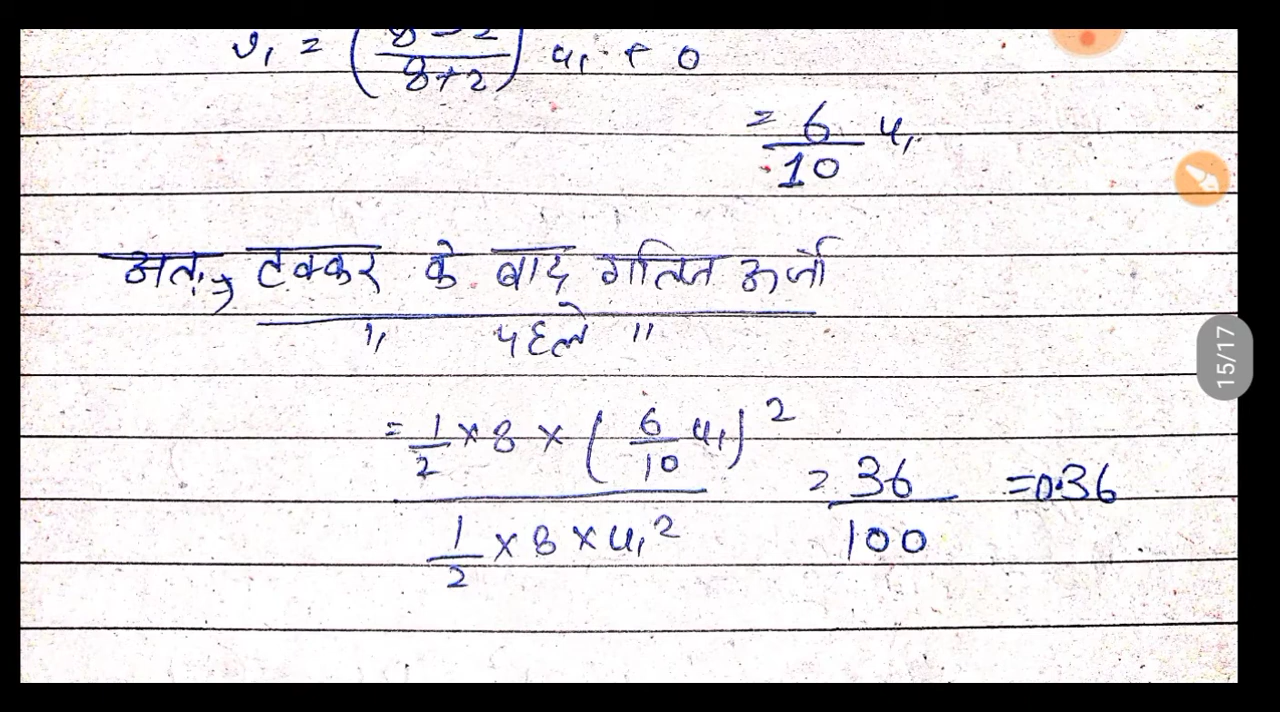 v₁ = (8-2/8+2) u₁ + 0
= 6/10 u₁
अतः, टक्कर के बाद गतिज ऊर्जा
" पहले "
= 1/2 × 8 × (6/10 u₁)² / 1/2 × 8 × u₁² = 36/100 = 0.36
15/17